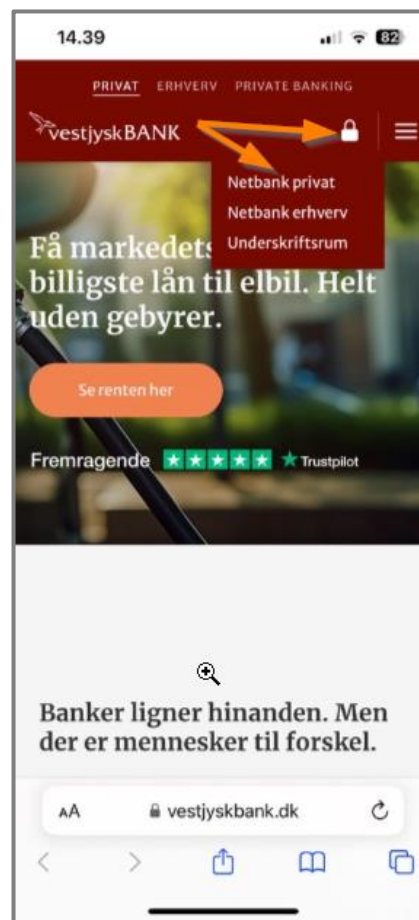 14.39
82
PRIVAT ERHVERV PRIVATE BANKING
vestjyskBANK
Netbank privat
Netbank erhverv
Underskriftsrum
Få markedets
billigste lån til elbil. Helt
uden gebyrer.
Se renten her
Fremragende Trustpilot
Banker ligner hinanden. Men
der er mennesker til forskel.
AA vestjyskbank.dk